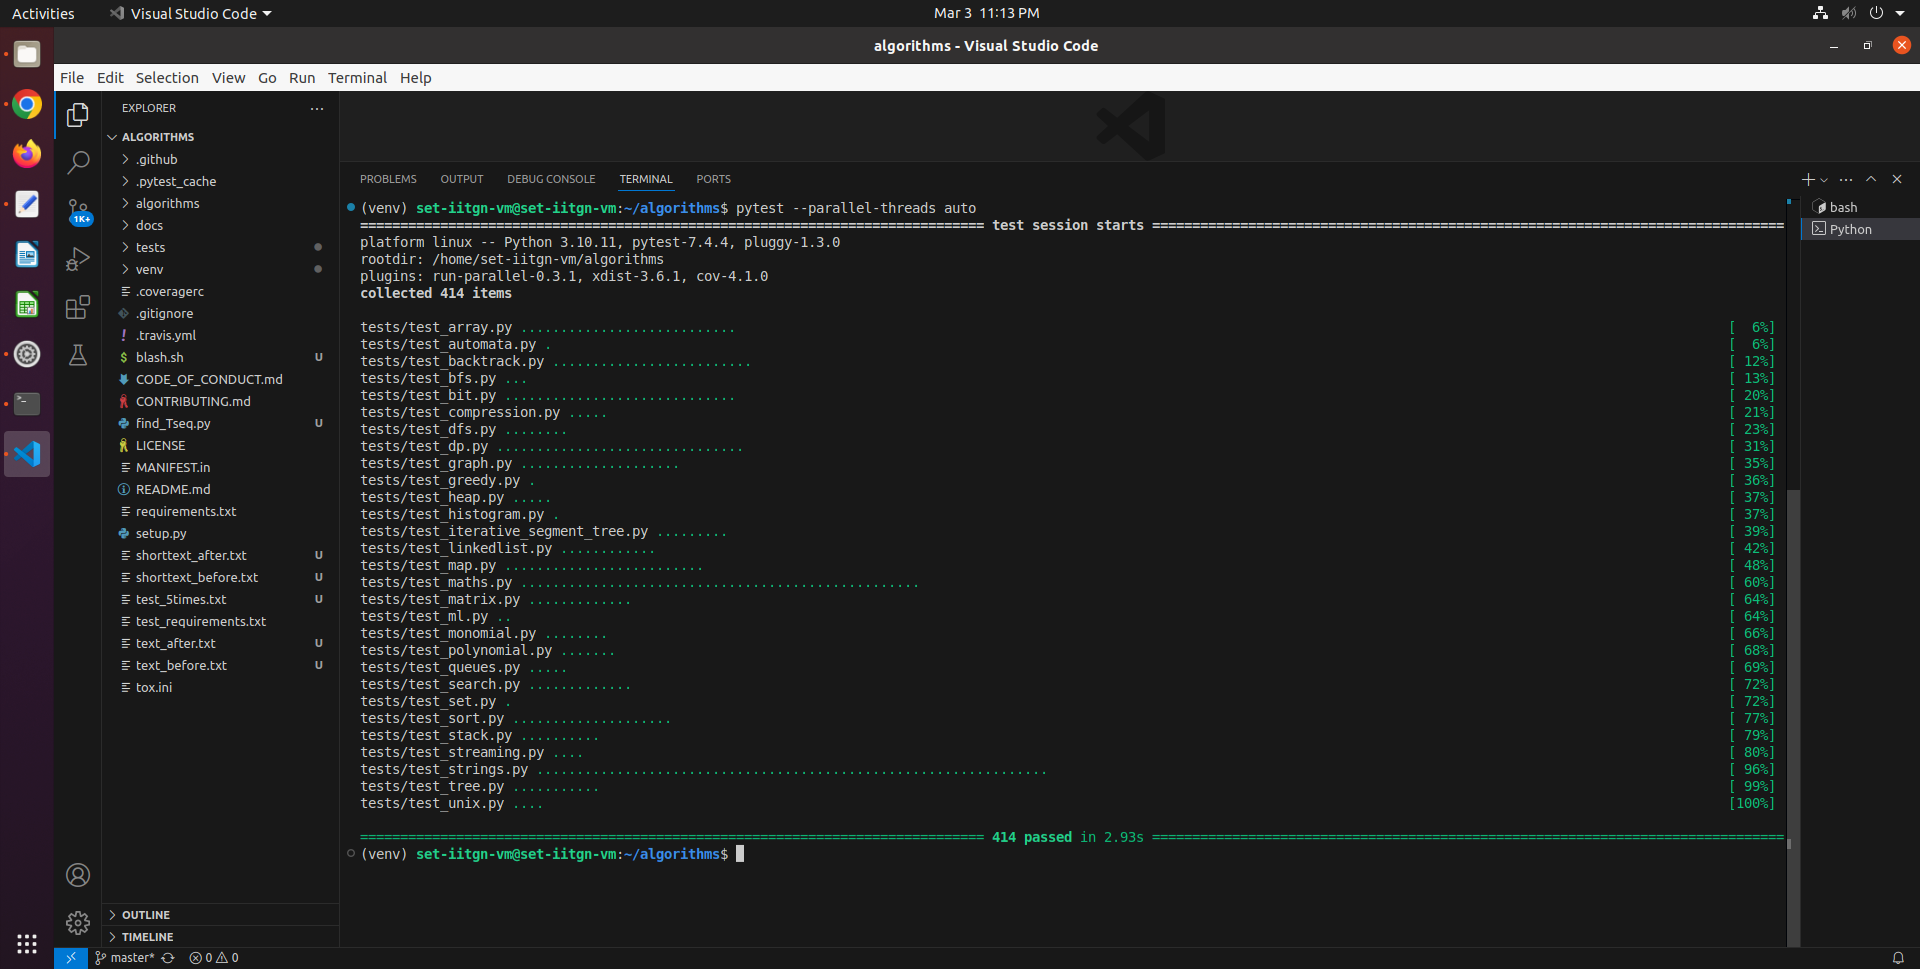 Activities
Visual Studio Code
Mar 3 11:13 PM
algorithms - Visual Studio Code
File Edit Selection View Go Run Terminal Help
EXPLORER
ALGORITHMS
.github
.pytest_cache
algorithms
docs
tests
venv
.coveragerc
.gitignore
.travis.yml
blash.sh U
CODE_OF_CONDUCT.md
CONTRIBUTING.md
find_Tseq.py U
LICENSE
MANIFEST.in
README.md
requirements.txt
setup.py
shorttext_after.txt U
shorttext_before.txt U
test_5times.txt U
test_requirements.txt
text_after.txt U
text_before.txt U
tox.ini
OUTLINE
TIMELINE
1K+
PROBLEMS OUTPUT DEBUG CONSOLE TERMINAL PORTS
bash
Python
(venv) set-iitgn-vm@set-iitgn-vm:~/algorithms$ pytest --parallel-threads auto
============================================================================== test session starts ===============================================================================
platform linux -- Python 3.10.11, pytest-7.4.4, pluggy-1.3.0
rootdir: /home/set-iitgn-vm/algorithms
plugins: run-parallel-0.3.1, xdist-3.6.1, cov-4.1.0
collected 414 items
tests/test_array.py ........................... [  6%]
tests/test_automata.py . [  6%]
tests/test_backtrack.py ......................... [ 12%]
tests/test_bfs.py ... [ 13%]
tests/test_bit.py ............................. [ 20%]
tests/test_compression.py ..... [ 21%]
tests/test_dfs.py ........ [ 23%]
tests/test_dp.py ............................... [ 31%]
tests/test_graph.py .................... [ 35%]
tests/test_greedy.py . [ 36%]
tests/test_heap.py ..... [ 37%]
tests/test_histogram.py . [ 37%]
tests/test_iterative_segment_tree.py ......... [ 39%]
tests/test_linkedlist.py ............ [ 42%]
tests/test_map.py ......................... [ 48%]
tests/test_maths.py .................................................. [ 60%]
tests/test_matrix.py ............. [ 64%]
tests/test_ml.py .. [ 64%]
tests/test_monomial.py ........ [ 66%]
tests/test_polynomial.py ....... [ 68%]
tests/test_queues.py ..... [ 69%]
tests/test_search.py ............. [ 72%]
tests/test_set.py . [ 72%]
tests/test_sort.py .................... [ 77%]
tests/test_stack.py .......... [ 79%]
tests/test_streaming.py .... [ 80%]
tests/test_strings.py ................................................................ [ 96%]
tests/test_tree.py ........... [ 99%]
tests/test_unix.py .... [100%]
============================================================================== 414 passed in 2.93s ===============================================================================
(venv) set-iitgn-vm@set-iitgn-vm:~/algorithms$
master* 0 0